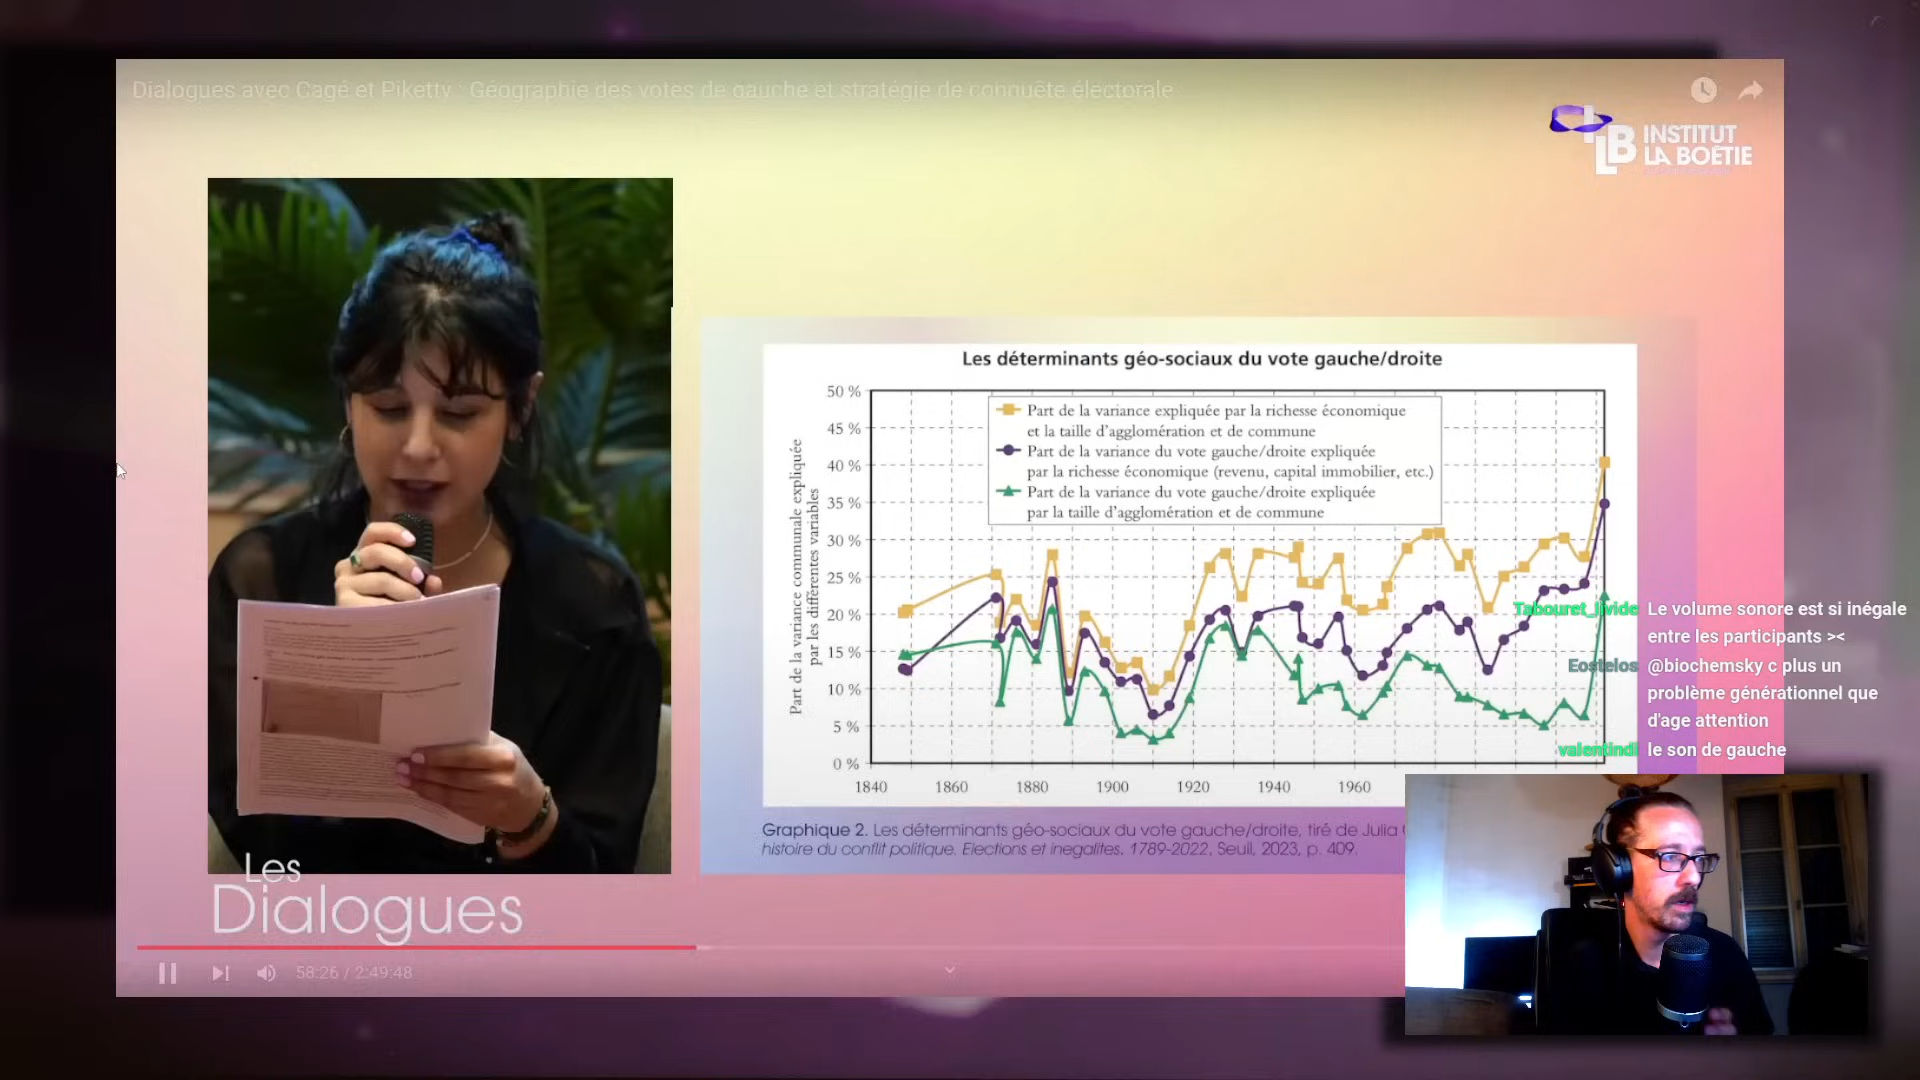 Dialogues avec Cagé et Piketty : Géographie des votes de gauche et stratégie de conquête électorale
ILB INSTITUT
LA BOÉTIE
Les déterminants géo-sociaux du vote gauche/droite
Part de la variance communale expliquée
par les différentes variables
50 %
45 %
40 %
35 %
30 %
25 %
20 %
15 %
10 %
5 %
0 %
Part de la variance expliquée par la richesse économique
et la taille d'agglomération et de commune
Part de la variance du vote gauche/droite expliquée
par la richesse économique (revenu, capital immobilier, etc.)
Part de la variance du vote gauche/droite expliquée
par la taille d'agglomération et de commune
1840 1860 1880 1900 1920 1940 1960
Graphique 2. Les déterminants géo-sociaux du vote gauche/droite, tiré de Julia
histoire du conflit politique. Elections et inegalites, 1789-2022, Seuil, 2023, p. 409.
Tabouret_livide Le volume sonore est si inégale
entre les participants ><
Eostelos @biochemsky c plus un
problème générationnel que
d'age attention
valentindl le son de gauche
Les
Dialogues
58:26 / 2:49:48